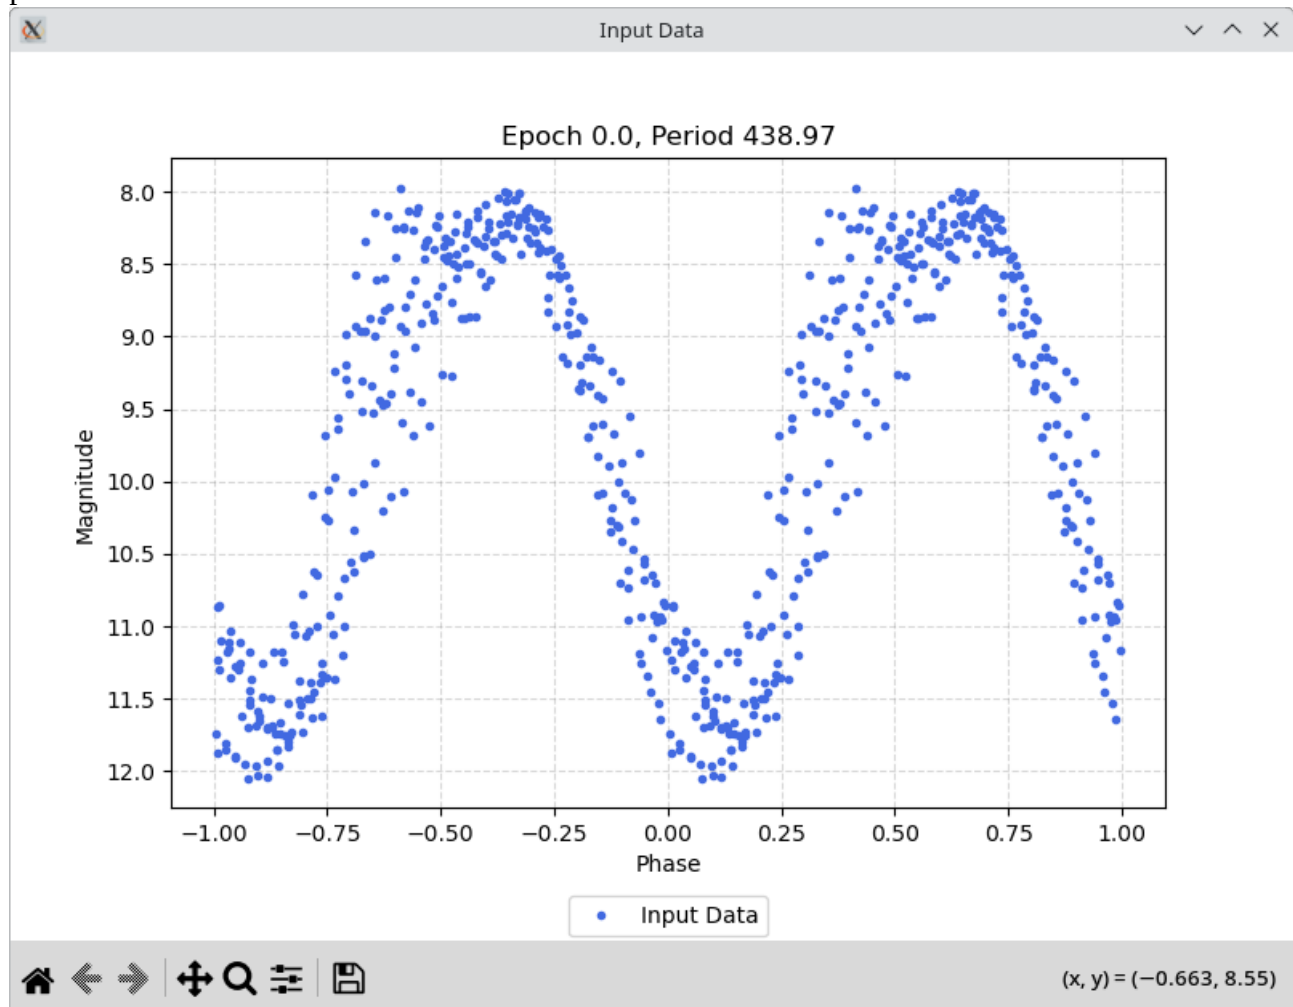 Input Data
Epoch 0.0, Period 438.97
8.0
8.5
9.0
9.5
10.0
10.5
11.0
11.5
12.0
Magnitude
−1.00 −0.75 −0.50 −0.25 0.00 0.25 0.50 0.75 1.00
Phase
Input Data
(x, y) = (−0.663, 8.55)